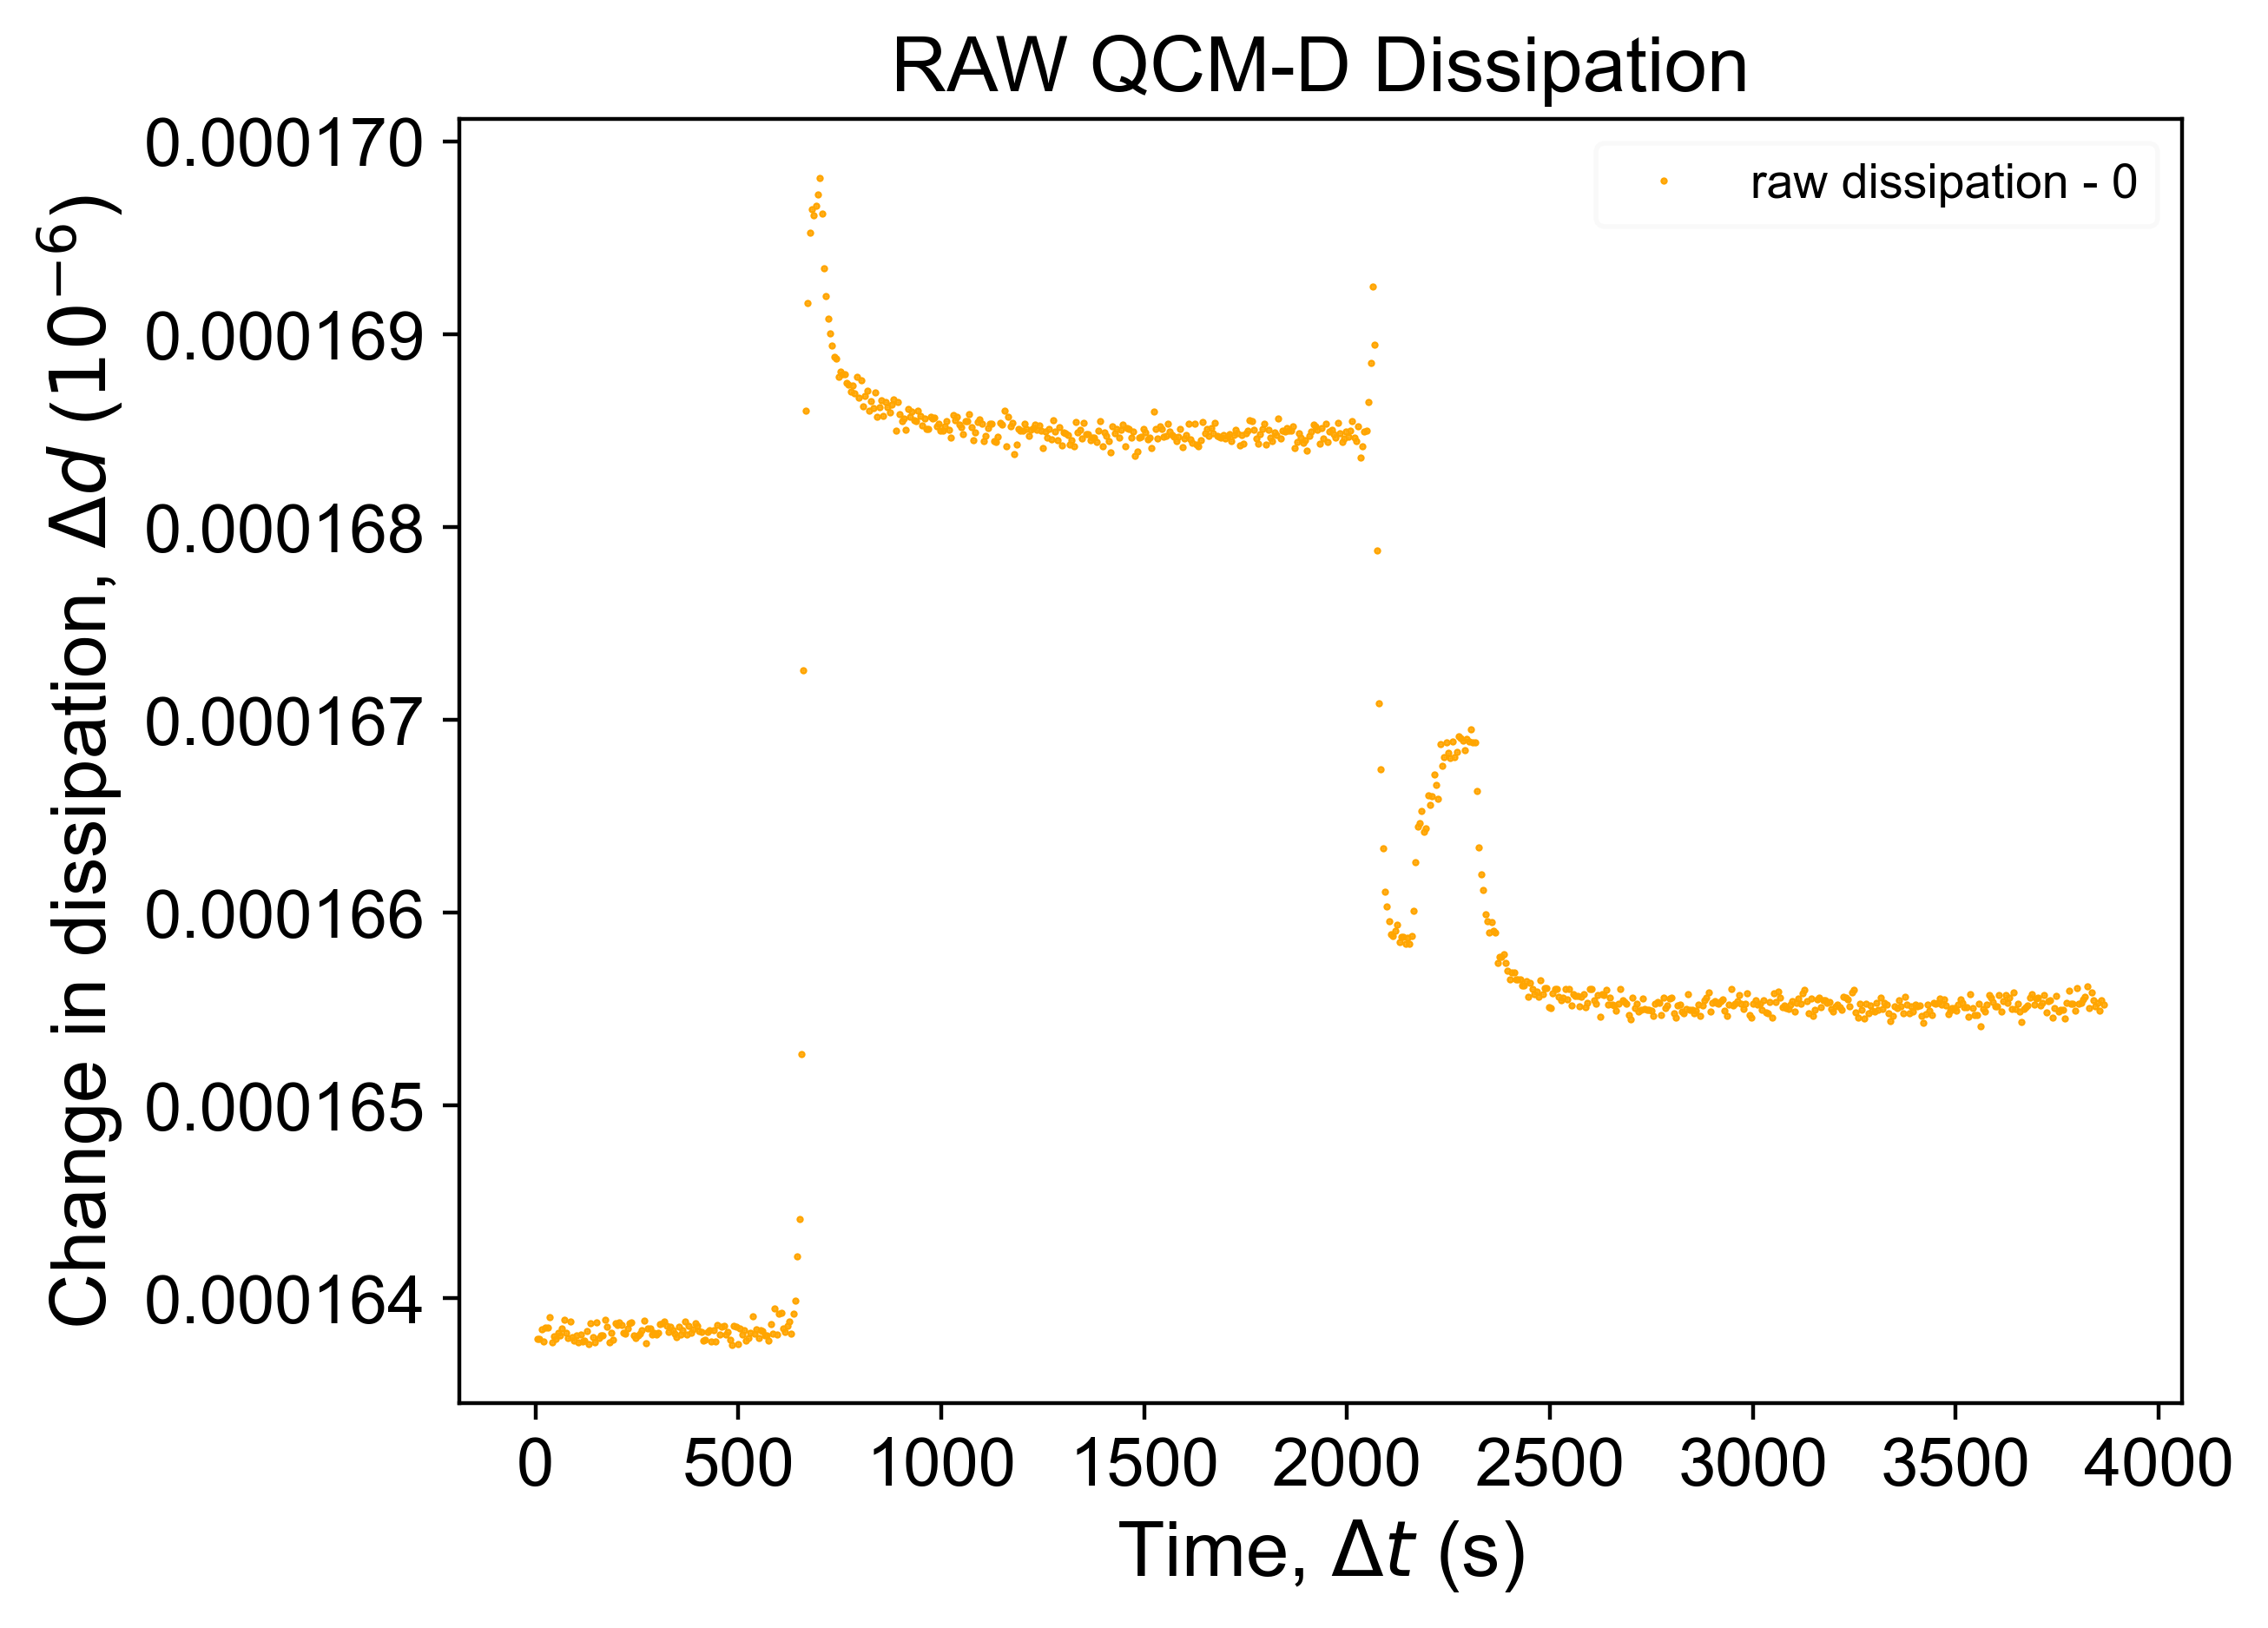 RAW QCM-D Dissipation
0.000170
0.000169
0.000168
0.000167
0.000166
0.000165
0.000164
Change in dissipation, Δd (10⁻⁶)
raw dissipation - 0
0 500 1000 1500 2000 2500 3000 3500 4000
Time, Δt (s)